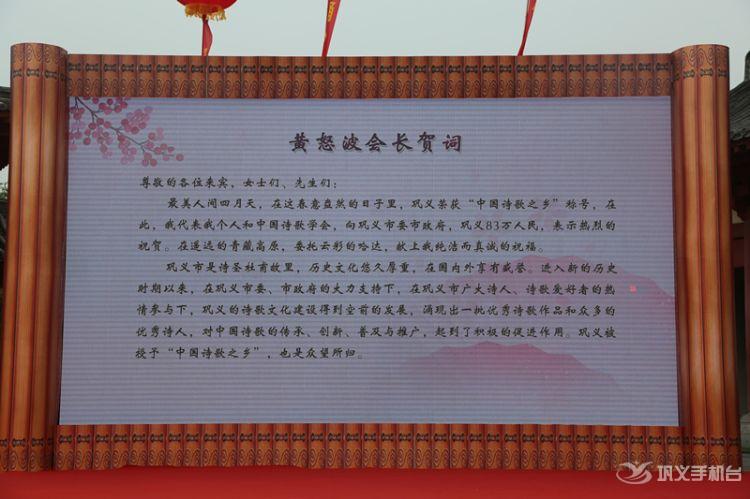 黄怒波会长贺词
尊敬的各位来宾，女士们、先生们：
最美人间四月天，在这春意盎然的日子里，巩义荣获“中国诗歌之乡”称号，在
此，我代表我个人和中国诗歌学会，向巩义市委市政府，巩义83万人民，表示热烈的
祝贺。在遥远的青藏高原，委托云彩的哈达，献上我纯洁而真诚的祝福。
巩义市是诗圣杜甫故里，历史文化悠久厚重，在国内外享有盛誉。进入新的历史
时期以来，在巩义市委、市政府的大力支持下，在巩义市广大诗人、诗歌爱好者的热
情参与下，巩义的诗歌文化建设得到空前的发展，涌现出一批优秀诗歌作品和众多的
优秀诗人，对中国诗歌的传承、创新、普及与推广，起到了积极的促进作用。巩义被
授予“中国诗歌之乡”，也是众望所归。
巩义手机台